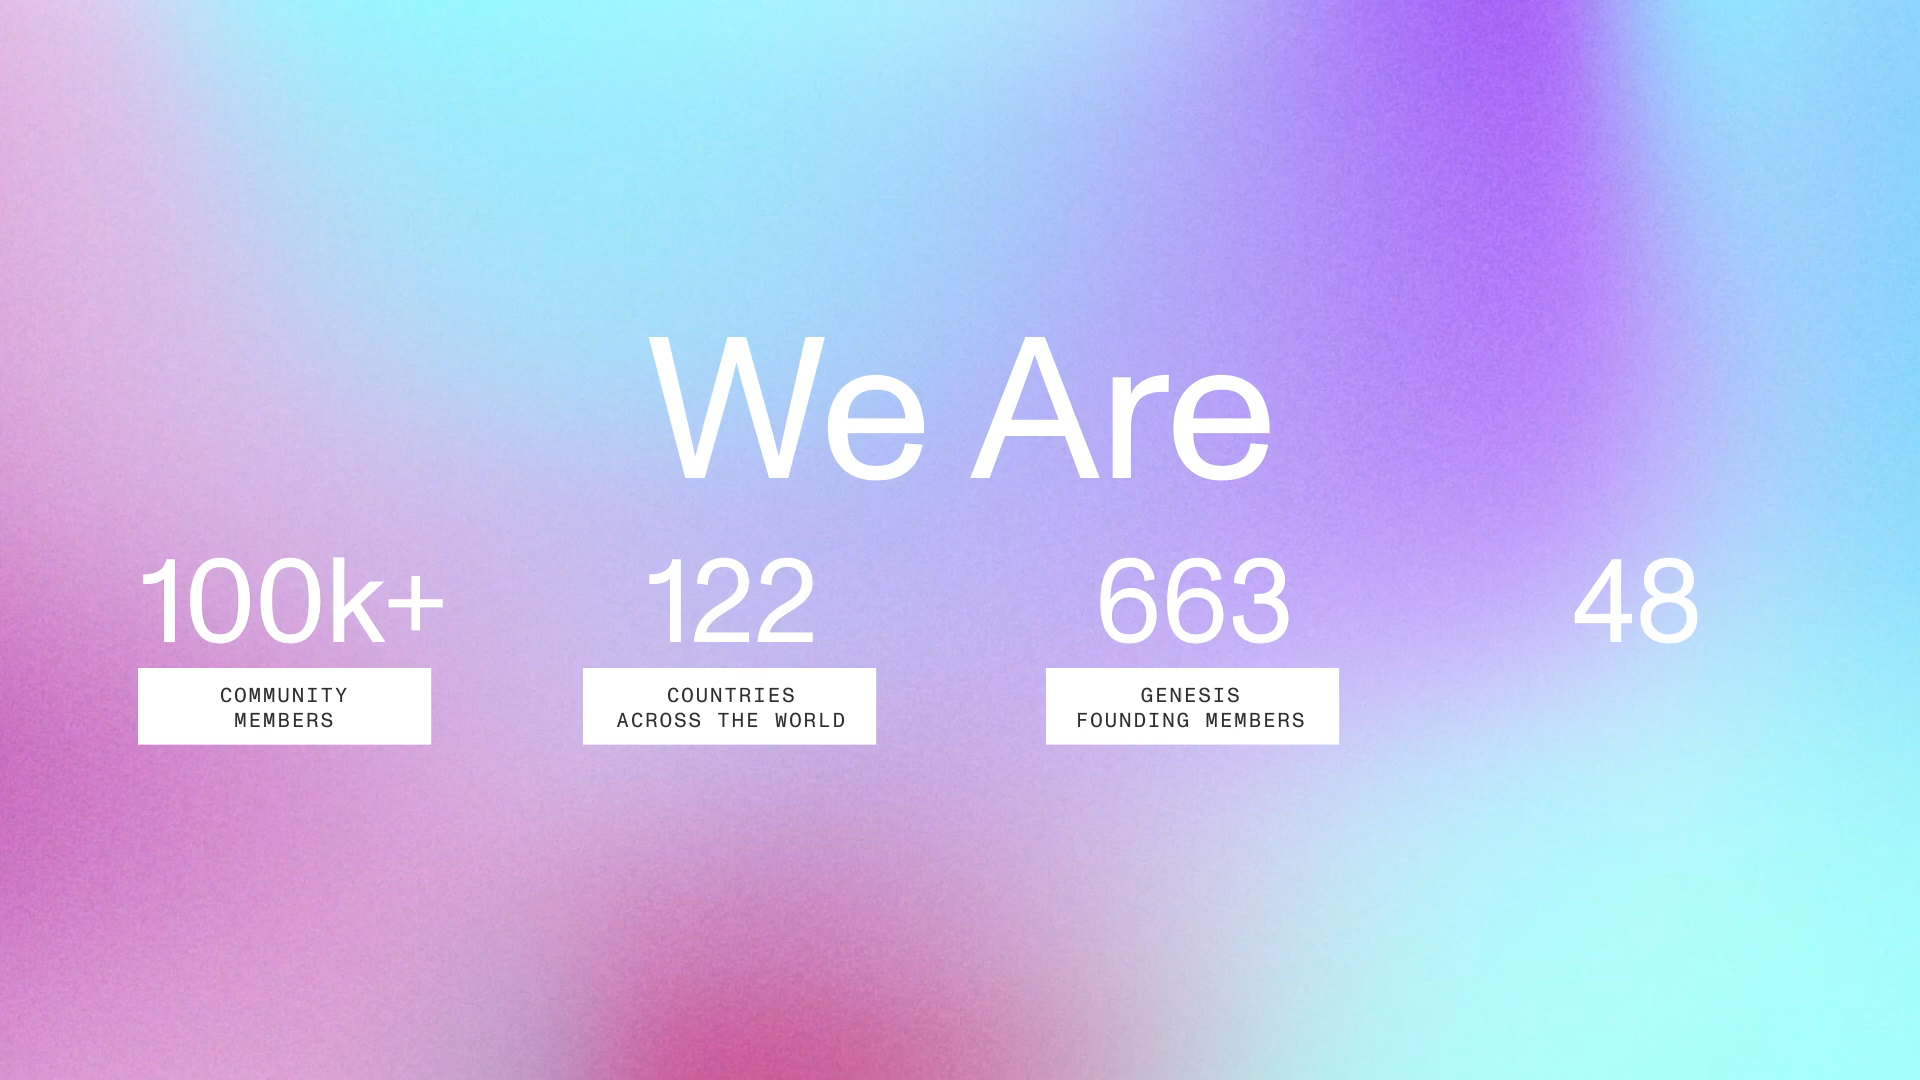 We Are
100k+
122
663
48
COMMUNITY
MEMBERS
COUNTRIES
ACROSS THE WORLD
GENESIS
FOUNDING MEMBERS